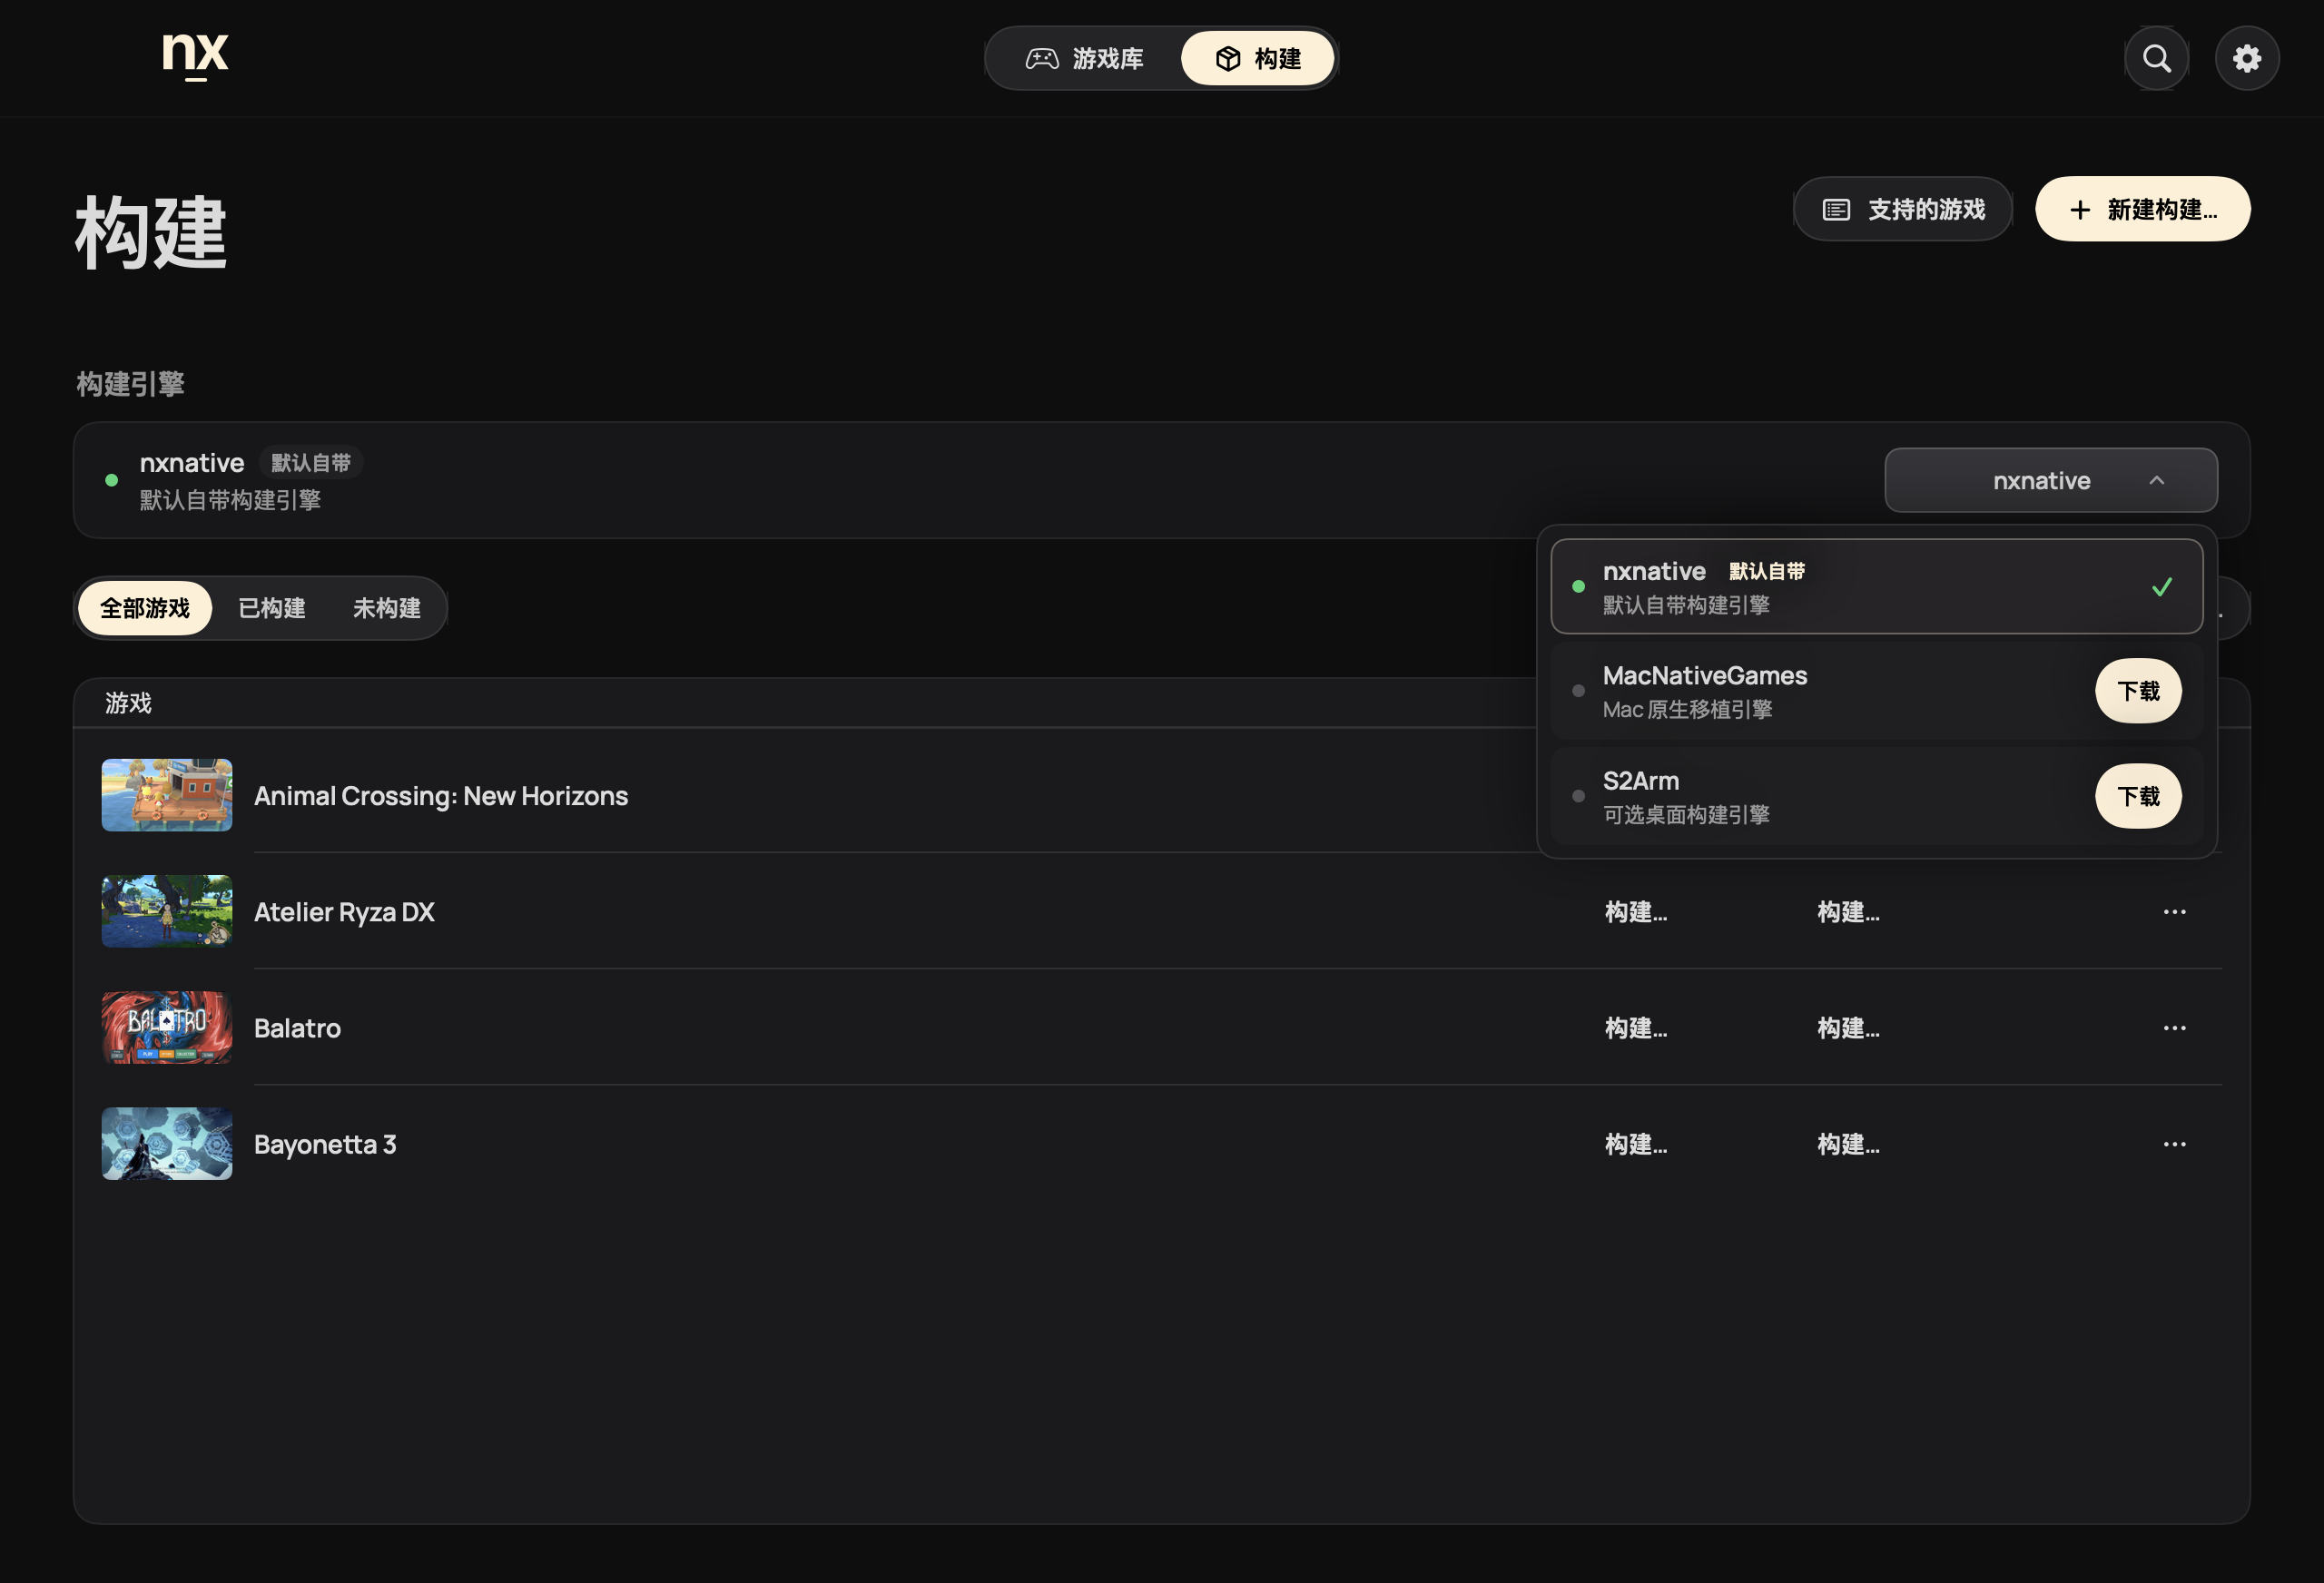 nx
游戏库
构建
构建
支持的游戏
新建构建...
构建引擎
nxnative 默认自带
默认自带构建引擎
nxnative
nxnative 默认自带
默认自带构建引擎
MacNativeGames
Mac 原生移植引擎
下载
S2Arm
可选桌面构建引擎
下载
全部游戏
已构建
未构建
游戏
Animal Crossing: New Horizons
Atelier Ryza DX
构建...
构建...
BALATRO
Balatro
构建...
构建...
Bayonetta 3
构建...
构建...